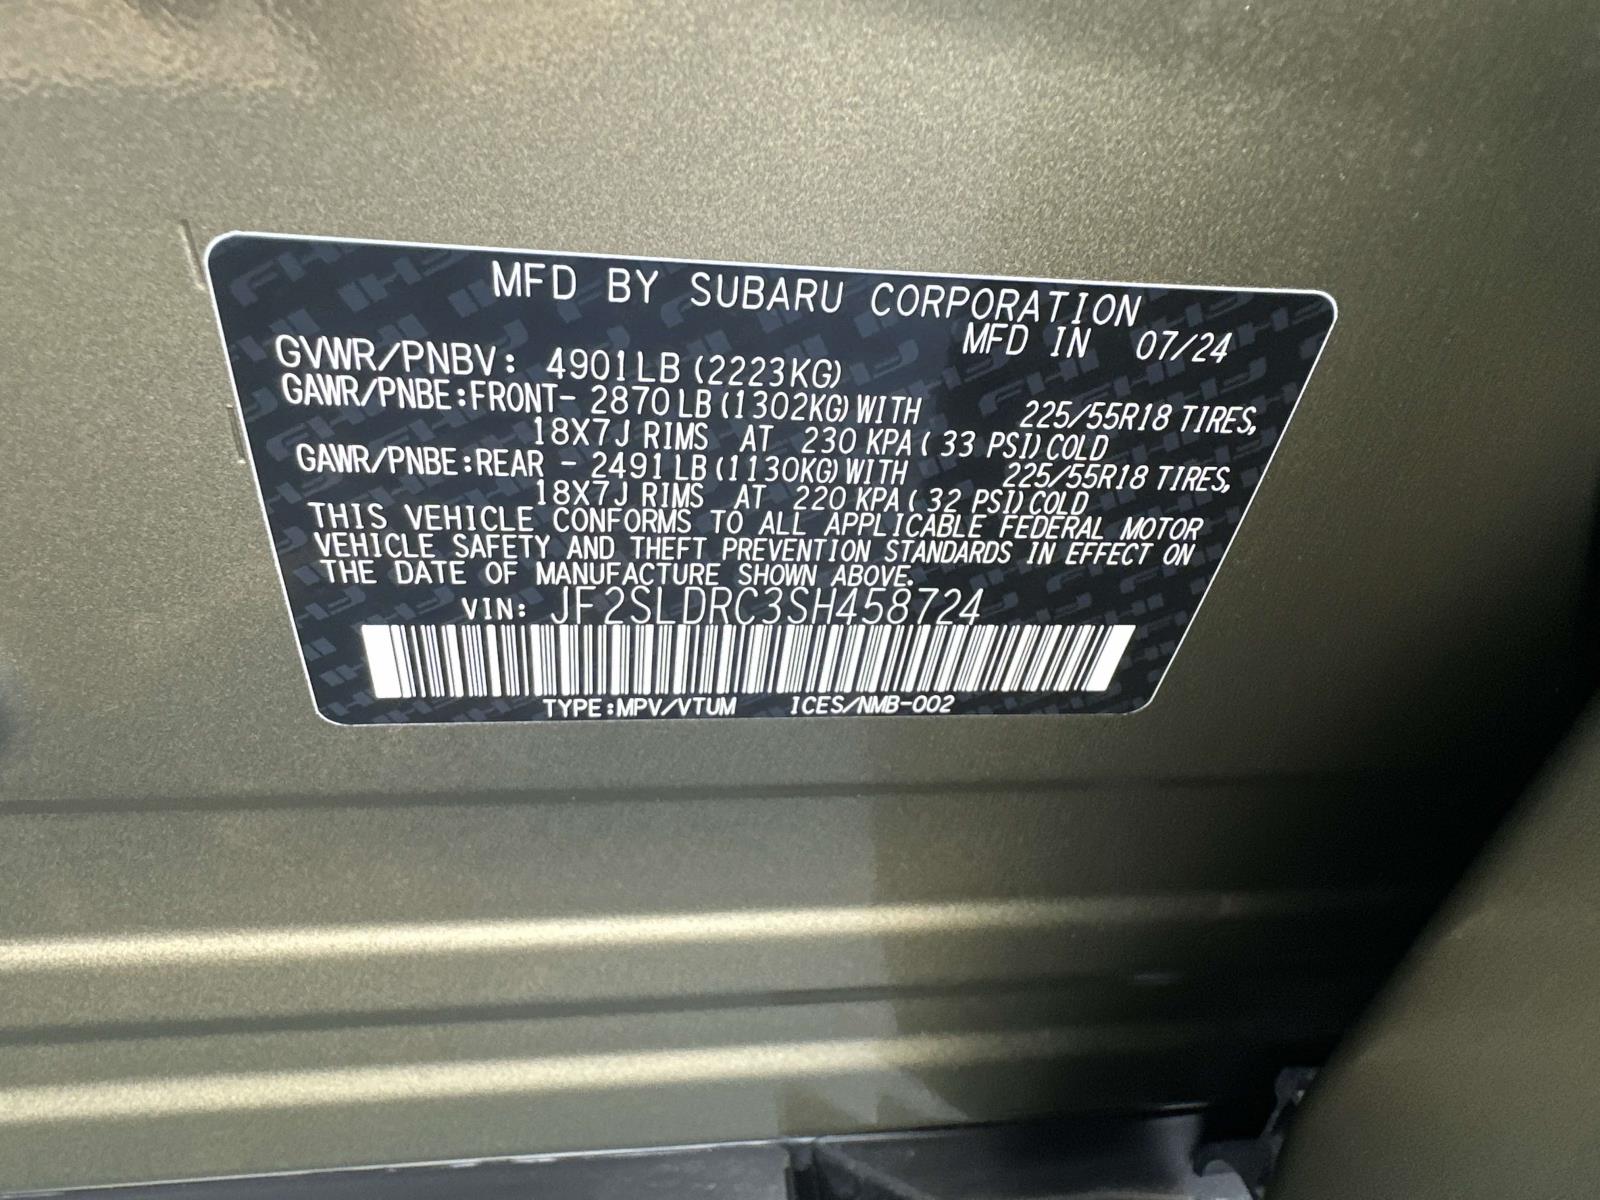 MFD BY SUBARU CORPORATION
MFD IN 07/24
GVWR/PNBV: 4901LB (2223KG)
GAWR/PNBE:FRONT- 2870LB(1302KG)WITH 225/55R18 TIRES,
18X7J RIMS AT 230 KPA( 33 PSI)COLD
GAWR/PNBE:REAR - 2491LB(1130KG)WITH 225/55R18 TIRES,
18X7J RIMS AT 220 KPA( 32 PSI)COLD
THIS VEHICLE CONFORMS TO ALL APPLICABLE FEDERAL MOTOR
VEHICLE SAFETY AND THEFT PREVENTION STANDARDS IN EFFECT ON
THE DATE OF MANUFACTURE SHOWN ABOVE.
VIN: JF2SLDRC3SH458724
TYPE:MPV/VTUM ICES/NMB-002